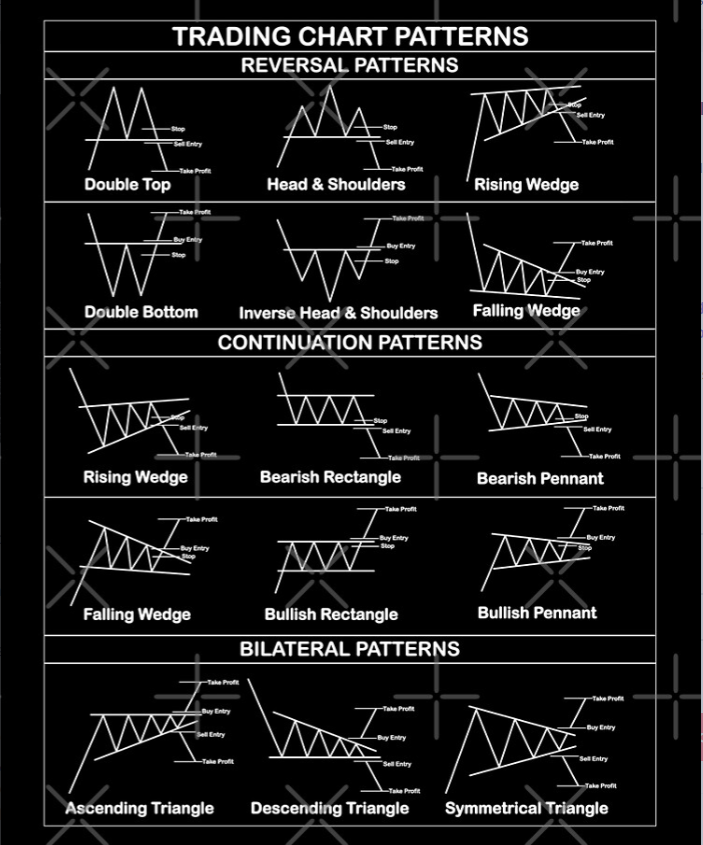 TRADING CHART PATTERNS
REVERSAL PATTERNS
Stop
Sell Entry
Take Profit
Double Top
Stop
Sell Entry
Take Profit
Head & Shoulders
Stop
Sell Entry
Take Profit
Rising Wedge
Take Profit
Buy Entry
Stop
Double Bottom
Take Profit
Buy Entry
Stop
Inverse Head & Shoulders
Take Profit
Buy Entry
Stop
Falling Wedge
CONTINUATION PATTERNS
Stop
Sell Entry
Take Profit
Rising Wedge
Stop
Sell Entry
Take Profit
Bearish Rectangle
Stop
Sell Entry
Take Profit
Bearish Pennant
Take Profit
Buy Entry
Stop
Falling Wedge
Take Profit
Buy Entry
Stop
Bullish Rectangle
Take Profit
Buy Entry
Stop
Bullish Pennant
BILATERAL PATTERNS
Take Profit
Buy Entry
Sell Entry
Take Profit
Ascending Triangle
Take Profit
Buy Entry
Sell Entry
Take Profit
Descending Triangle
Take Profit
Buy Entry
Sell Entry
Take Profit
Symmetrical Triangle